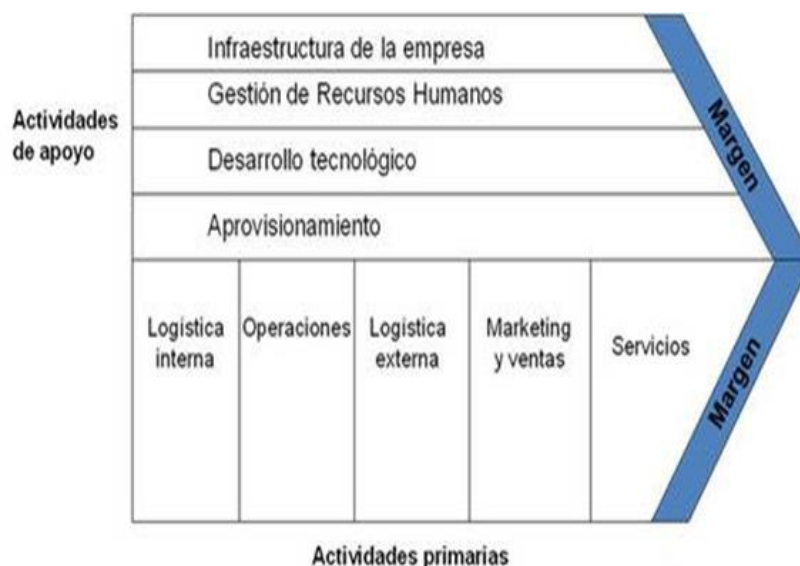 Infraestructura de la empresa
Gestión de Recursos Humanos
Actividades
de apoyo
Desarrollo tecnológico
Aprovisionamiento
Margen
Logística
interna
Operaciones
Logística
externa
Marketing
y ventas
Servicios
Margen
Actividades primarias